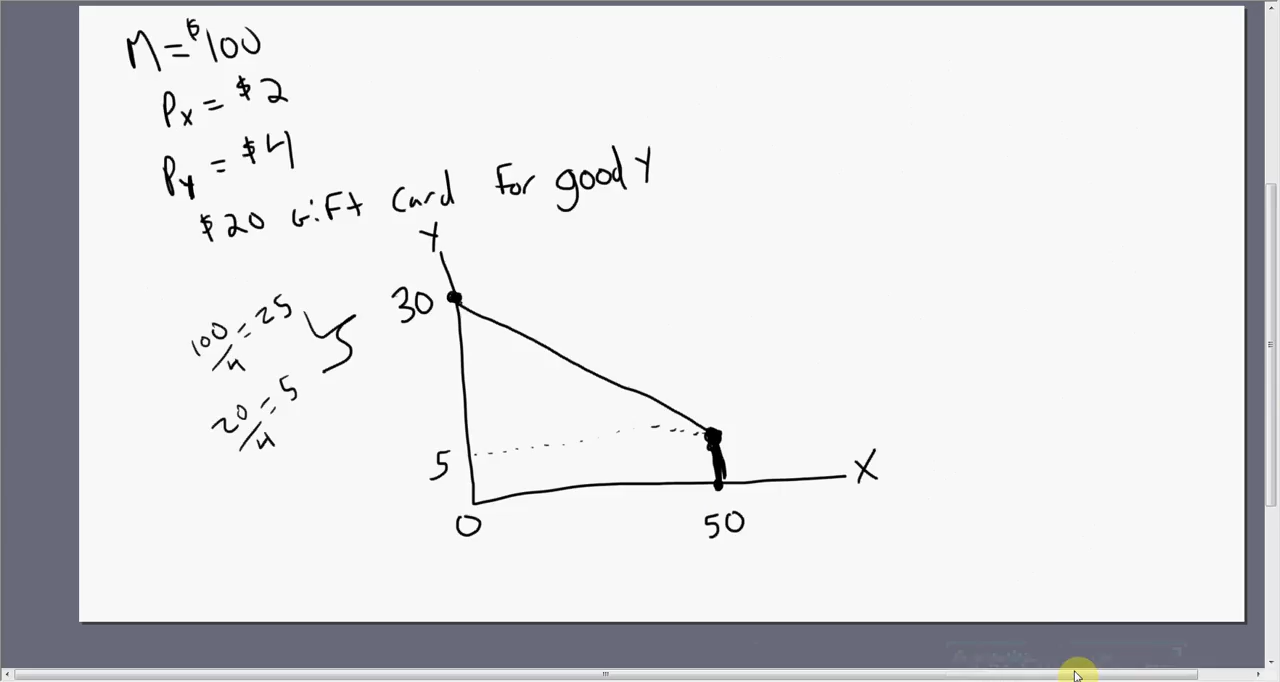 M = $100
Px = $2
Py = $4
$20 Gift Card For good Y
Y
30
100/4 = 25
20/4 = 5
5
X
0
50